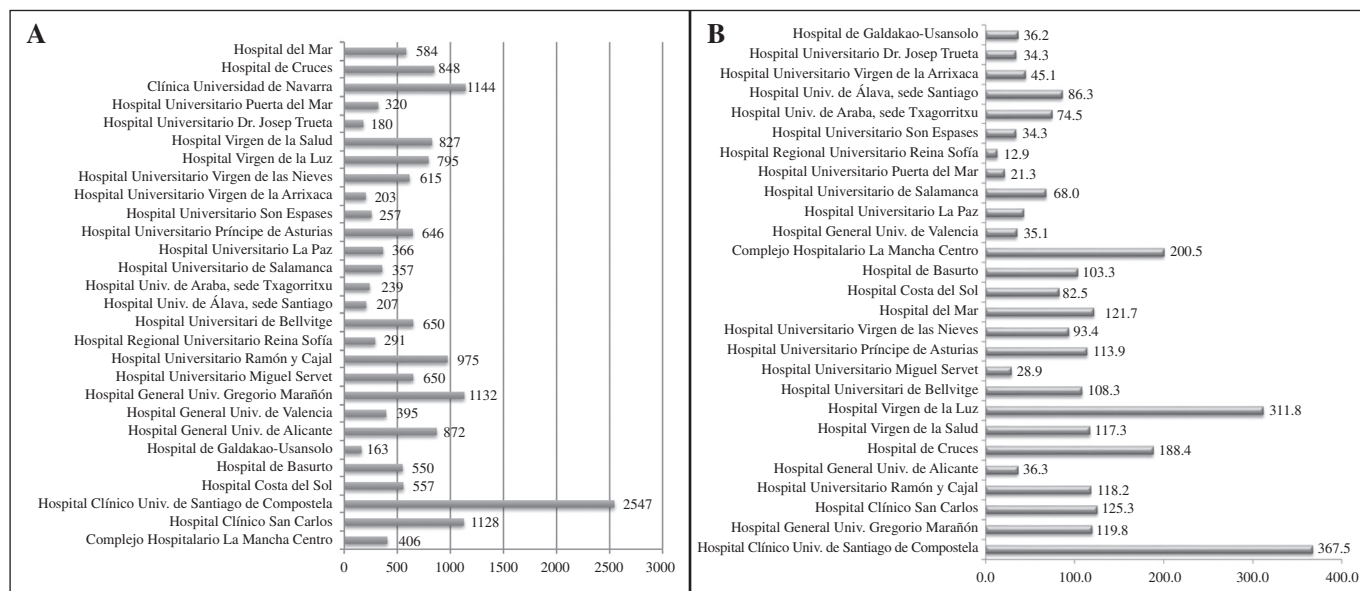 A
Hospital del Mar 584
Hospital de Cruces 848
Clínica Universidad de Navarra 1144
Hospital Universitario Puerta del Mar 320
Hospital Universitario Dr. Josep Trueta 180
Hospital Virgen de la Salud 827
Hospital Virgen de la Luz 795
Hospital Universitario Virgen de las Nieves 615
Hospital Universitario Virgen de la Arrixaca 203
Hospital Universitario Son Espases 257
Hospital Universitario Príncipe de Asturias 646
Hospital Universitario La Paz 366
Hospital Universitario de Salamanca 357
Hospital Univ. de Araba, sede Txagorritxu 239
Hospital Univ. de Álava, sede Santiago 207
Hospital Universitari de Bellvitge 650
Hospital Regional Universitario Reina Sofía 291
Hospital Universitario Ramón y Cajal 975
Hospital Universitario Miguel Servet 650
Hospital General Univ. Gregorio Marañón 1132
Hospital General Univ. de Valencia 395
Hospital General Univ. de Alicante 872
Hospital de Galdakao-Usansolo 163
Hospital de Basurto 550
Hospital Costa del Sol 557
Hospital Clínico Univ. de Santiago de Compostela 2547
Hospital Clínico San Carlos 1128
Complejo Hospitalario La Mancha Centro 406
0 500 1000 1500 2000 2500 3000
B
Hospital de Galdakao-Usansolo 36.2
Hospital Universitario Dr. Josep Trueta 34.3
Hospital Universitario Virgen de la Arrixaca 45.1
Hospital Univ. de Álava, sede Santiago 86.3
Hospital Univ. de Araba, sede Txagorritxu 74.5
Hospital Universitario Son Espases 34.3
Hospital Regional Universitario Reina Sofía 12.9
Hospital Universitario Puerta del Mar 21.3
Hospital Universitario de Salamanca 68.0
Hospital Universitario La Paz
Hospital General Univ. de Valencia 35.1
Complejo Hospitalario La Mancha Centro 200.5
Hospital de Basurto 103.3
Hospital Costa del Sol 82.5
Hospital del Mar 121.7
Hospital Universitario Virgen de las Nieves 93.4
Hospital Universitario Príncipe de Asturias 113.9
Hospital Universitario Miguel Servet 28.9
Hospital Universitari de Bellvitge 108.3
Hospital Virgen de la Luz 311.8
Hospital Virgen de la Salud 117.3
Hospital de Cruces 188.4
Hospital General Univ. de Alicante 36.3
Hospital Universitario Ramón y Cajal 118.2
Hospital Clínico San Carlos 125.3
Hospital General Univ. Gregorio Marañón 119.8
Hospital Clínico Univ. de Santiago de Compostela 367.5
0.0 100.0 200.0 300.0 400.0